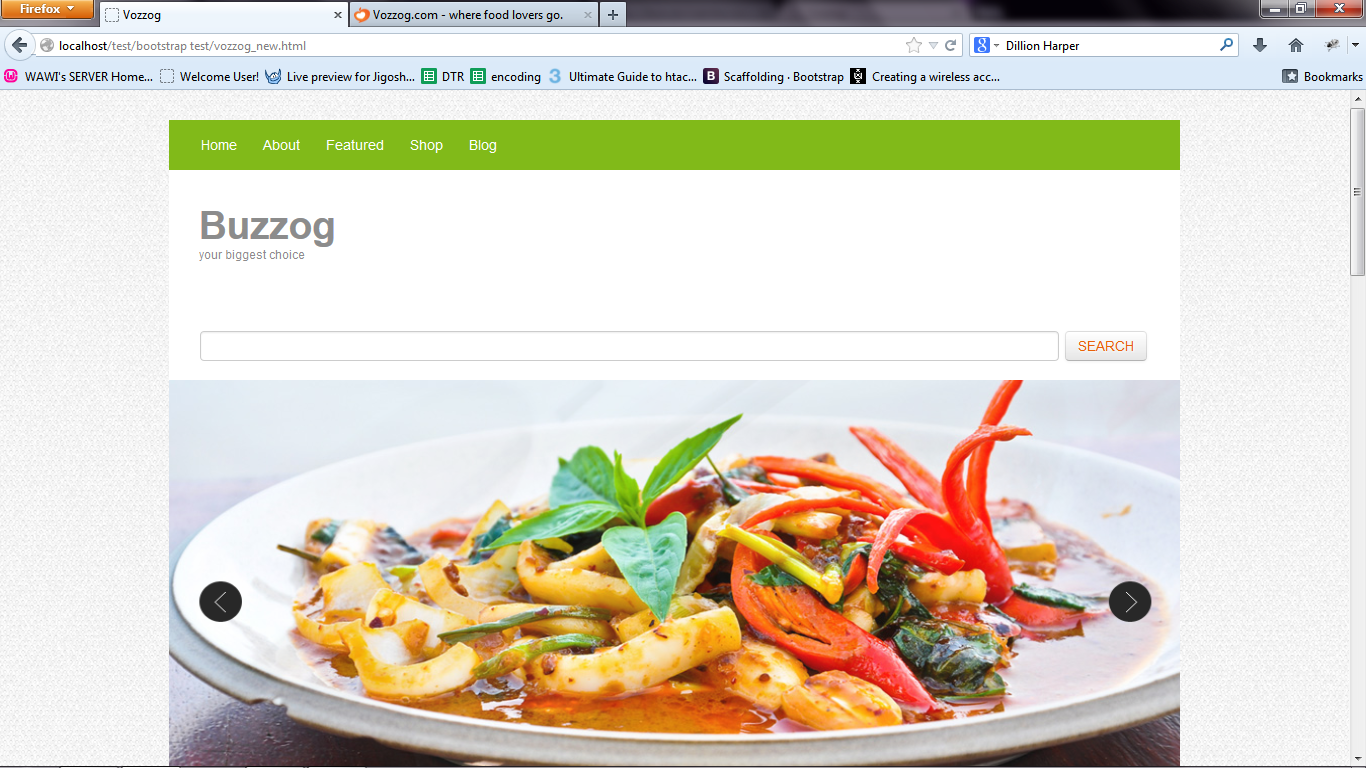 Firefox
Vozzog
Vozzog.com - where food lovers go.
localhost/test/bootstrap test/vozzog_new.html
Dillion Harper
WAWI's SERVER Home... Welcome User! Live preview for Jigosh... DTR encoding Ultimate Guide to htac... Scaffolding · Bootstrap Creating a wireless acc... Bookmarks
Home About Featured Shop Blog
Buzzog
your biggest choice
SEARCH